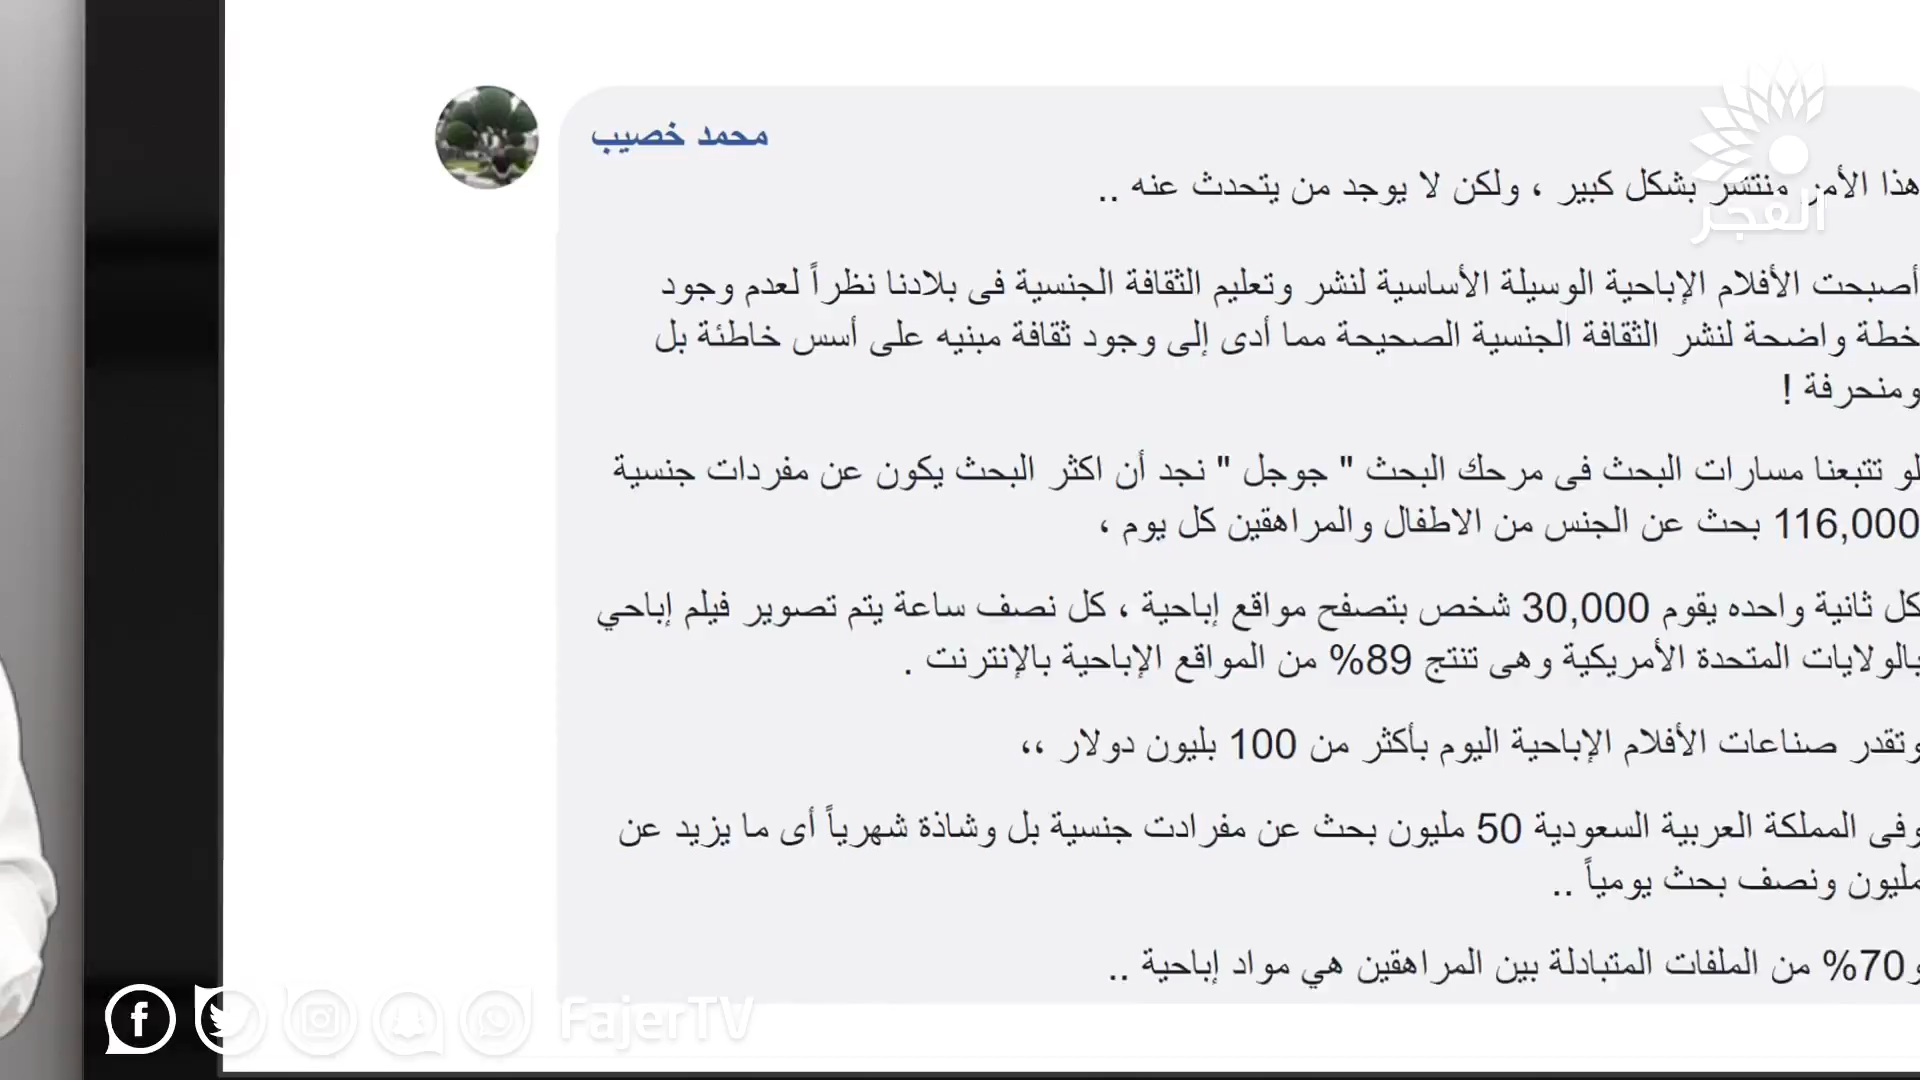 محمد خصيب
هذا الأمر منتشر بشكل كبير ، ولكن لا يوجد من يتحدث عنه ..
أصبحت الأفلام الإباحية الوسيلة الأساسية لنشر وتعليم الثقافة الجنسية فى بلادنا نظراً لعدم وجود
خطة واضحة لنشر الثقافة الجنسية الصحيحة مما أدى إلى وجود ثقافة مبنيه على أسس خاطئة بل
ومنحرفة !
لو تتبعنا مسارات البحث فى مرحك البحث " جوجل " نجد أن اكثر البحث يكون عن مفردات جنسية
116,000 بحث عن الجنس من الاطفال والمراهقين كل يوم ،
كل ثانية واحده يقوم 30,000 شخص بتصفح مواقع إباحية ، كل نصف ساعة يتم تصوير فيلم إباحي
بالولايات المتحدة الأمريكية وهى تنتج 89% من المواقع الإباحية بالإنترنت .
وتقدر صناعات الأفلام الإباحية اليوم بأكثر من 100 بليون دولار ،،
وفى المملكة العربية السعودية 50 مليون بحث عن مفرادت جنسية بل وشاذة شهرياً أى ما يزيد عن
مليون ونصف بحث يومياً ..
و70% من الملفات المتبادلة بين المراهقين هي مواد إباحية ..
الفجر
FajerTV